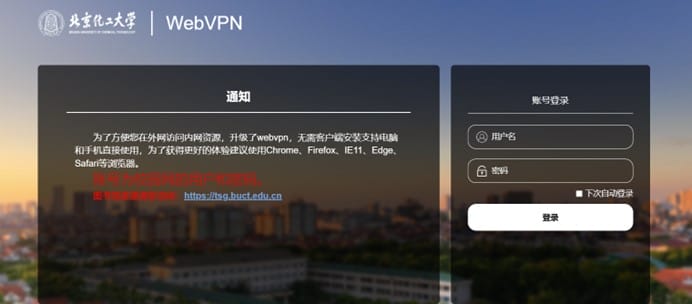 北京化工大学
BEIJING UNIVERSITY OF CHEMICAL TECHNOLOGY
WebVPN
通知
为了方便您在外网访问内网资源，升级了webvpn，无需客户端安装支持电脑
和手机直接使用，为了获得更好的体验建议使用Chrome、Firefox、IE11、Edge、
Safari等浏览器。
https://tsg.buct.edu.cn
账号登录
用户名
密码
下次自动登录
登录